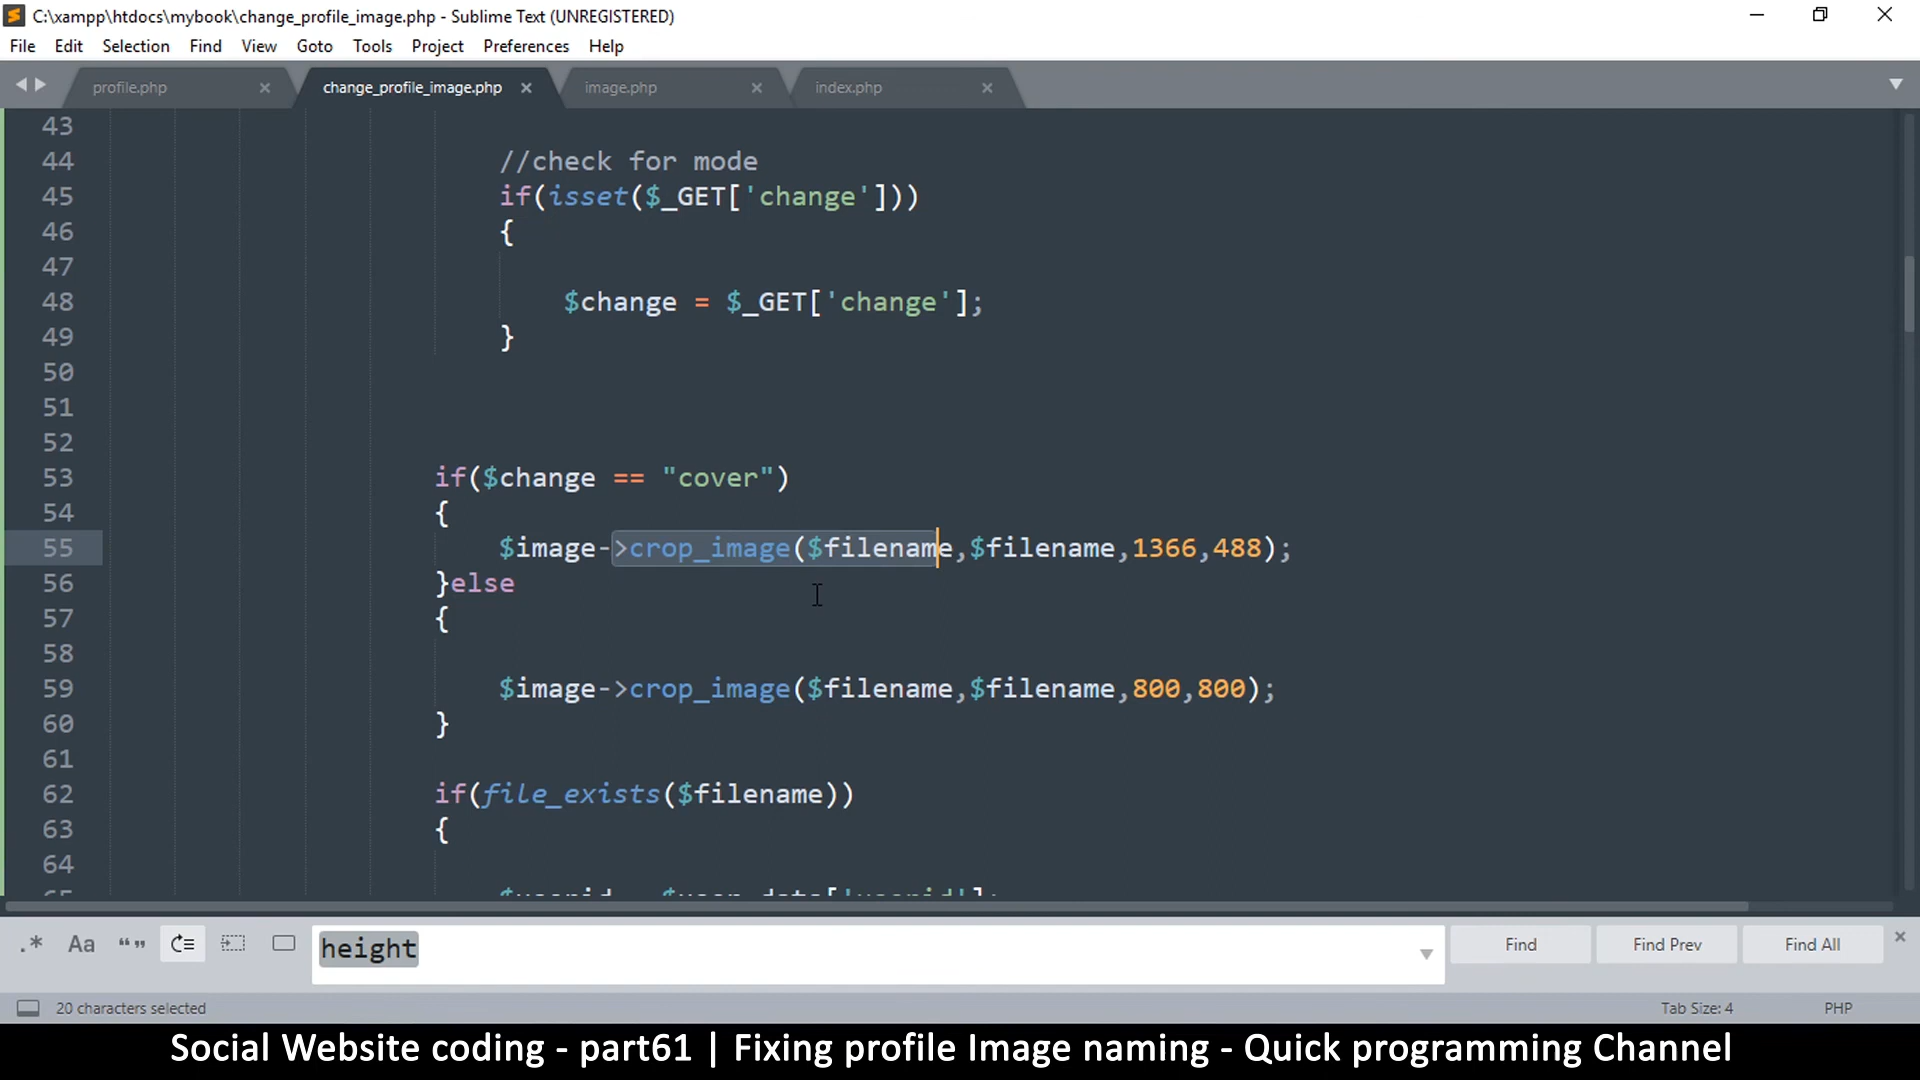 C:\xampp\htdocs\mybook\change_profile_image.php - Sublime Text (UNREGISTERED)
File Edit Selection Find View Goto Tools Project Preferences Help
profile.php change_profile_image.php image.php index.php
43
44 //check for mode
45 if(isset($_GET['change']))
46 {
47
48 $change = $_GET['change'];
49 }
50
51
52
53 if($change == "cover")
54 {
55 $image->crop_image($filename,$filename,1366,488);
56 }else
57 {
58
59 $image->crop_image($filename,$filename,800,800);
60 }
61
62 if(file_exists($filename))
63 {
64
.* Aa “” height Find Find Prev Find All
20 characters selected Tab Size: 4 PHP
Social Website coding - part61 | Fixing profile Image naming - Quick programming Channel